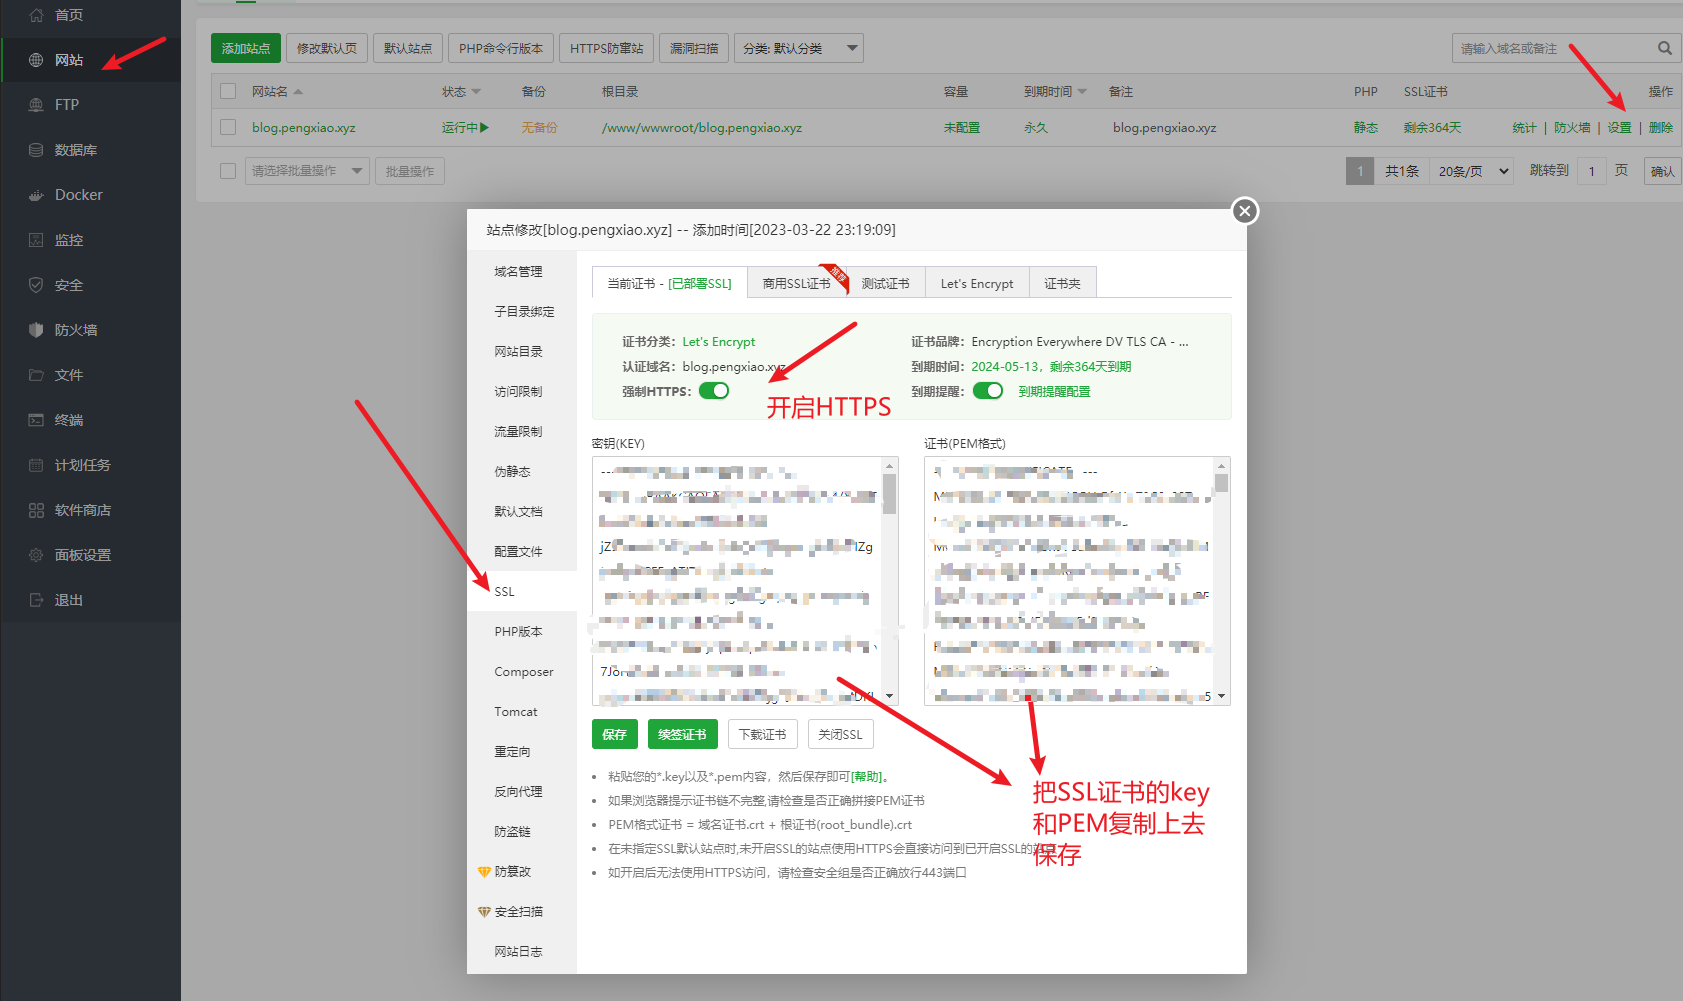 首页
网站
FTP
数据库
Docker
监控
安全
防火墙
文件
终端
计划任务
软件商店
面板设置
退出
添加站点 修改默认页 默认站点 PHP命令行版本 HTTPS防窜站 漏洞扫描 分类: 默认分类 请输入域名或备注
网站名 状态 备份 根目录 容量 到期时间 备注 PHP SSL证书 操作
blog.pengxiao.xyz 运行中 无备份 /www/wwwroot/blog.pengxiao.xyz 未配置 永久 blog.pengxiao.xyz 静态 剩余364天 统计 | 防火墙 | 设置 | 删除
请选择批量操作 批量操作 1 共1条 20条/页 跳转到 1 页 确认
站点修改[blog.pengxiao.xyz] -- 添加时间[2023-03-22 23:19:09]
域名管理
子目录绑定
网站目录
访问限制
流量限制
伪静态
默认文档
配置文件
SSL
PHP版本
Composer
Tomcat
重定向
反向代理
防盗链
防篡改
安全扫描
网站日志
当前证书 - [已部署SSL] 商用SSL证书 推荐 测试证书 Let's Encrypt 证书夹
证书分类: Let's Encrypt 证书品牌: Encryption Everywhere DV TLS CA - ...
认证域名: blog.pengxiao.xyz 到期时间: 2024-05-13，剩余364天到期
强制HTTPS: 到期提醒: 到期提醒配置
开启HTTPS
密钥(KEY) 证书(PEM格式)
保存 续签证书 下载证书 关闭SSL
粘贴您的*.key以及*.pem内容，然后保存即可[帮助]。
如果浏览器提示证书链不完整,请检查是否正确拼接PEM证书
PEM格式证书 = 域名证书.crt + 根证书(root_bundle).crt
在未指定SSL默认站点时,未开启SSL的站点使用HTTPS会直接访问到已开启SSL的站点
如开启后无法使用HTTPS访问，请检查安全组是否正确放行443端口
把SSL证书的key
和PEM复制上去
保存